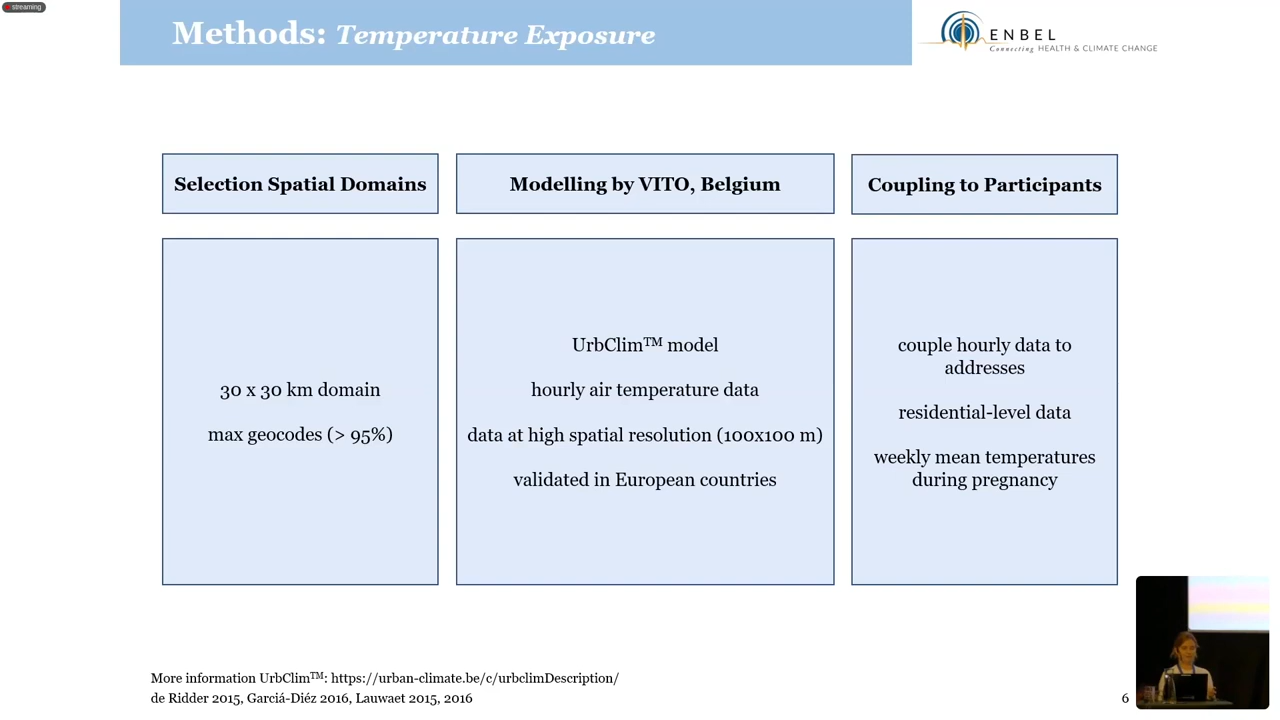 streaming
Methods: Temperature Exposure
ENBEL
Connecting HEALTH & CLIMATE CHANGE
Selection Spatial Domains
30 x 30 km domain
max geocodes (> 95%)
Modelling by VITO, Belgium
UrbClim™ model
hourly air temperature data
data at high spatial resolution (100x100 m)
validated in European countries
Coupling to Participants
couple hourly data to
addresses
residential-level data
weekly mean temperatures
during pregnancy
More information UrbClim™: https://urban-climate.be/c/urbclimDescription/
de Ridder 2015, Garciá-Diéz 2016, Lauwaet 2015, 2016
6